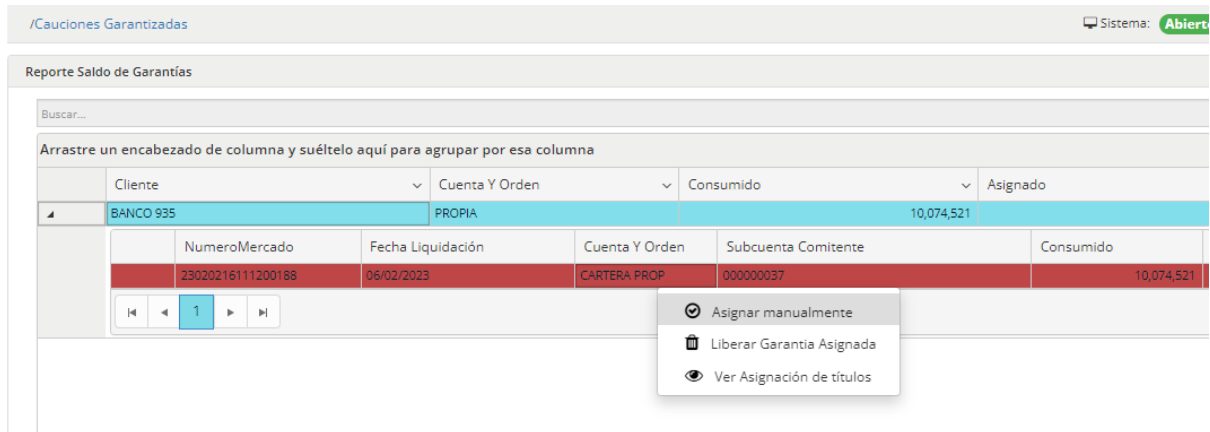 /Cauciones Garantizadas Sistema: Abierto
Reporte Saldo de Garantías
Buscar...
Arrastre un encabezado de columna y suéltelo aquí para agrupar por esa columna
Cliente Cuenta Y Orden Consumido Asignado
BANCO 935 PROPIA 10,074,521
NumeroMercado Fecha Liquidación Cuenta Y Orden Subcuenta Comitente Consumido
23020216111200188 06/02/2023 CARTERA PROP 000000037 10,074,521
1
Asignar manualmente
Liberar Garantia Asignada
Ver Asignación de títulos